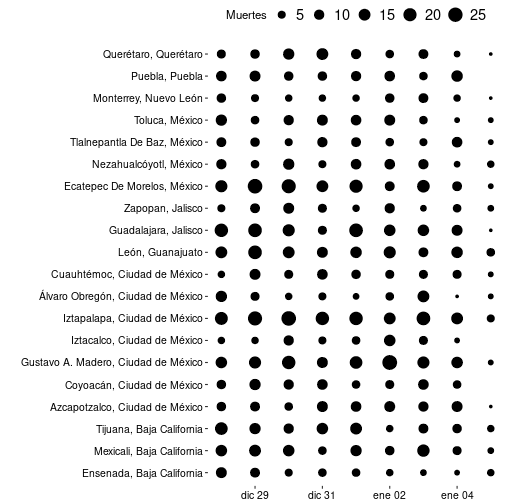 Muertes 5 10 15 20 25
Querétaro, Querétaro
Puebla, Puebla
Monterrey, Nuevo León
Toluca, México
Tlalnepantla De Baz, México
Nezahualcóyotl, México
Ecatepec De Morelos, México
Zapopan, Jalisco
Guadalajara, Jalisco
León, Guanajuato
Cuauhtémoc, Ciudad de México
Álvaro Obregón, Ciudad de México
Iztapalapa, Ciudad de México
Iztacalco, Ciudad de México
Gustavo A. Madero, Ciudad de México
Coyoacán, Ciudad de México
Azcapotzalco, Ciudad de México
Tijuana, Baja California
Mexicali, Baja California
Ensenada, Baja California
dic 29 dic 31 ene 02 ene 04